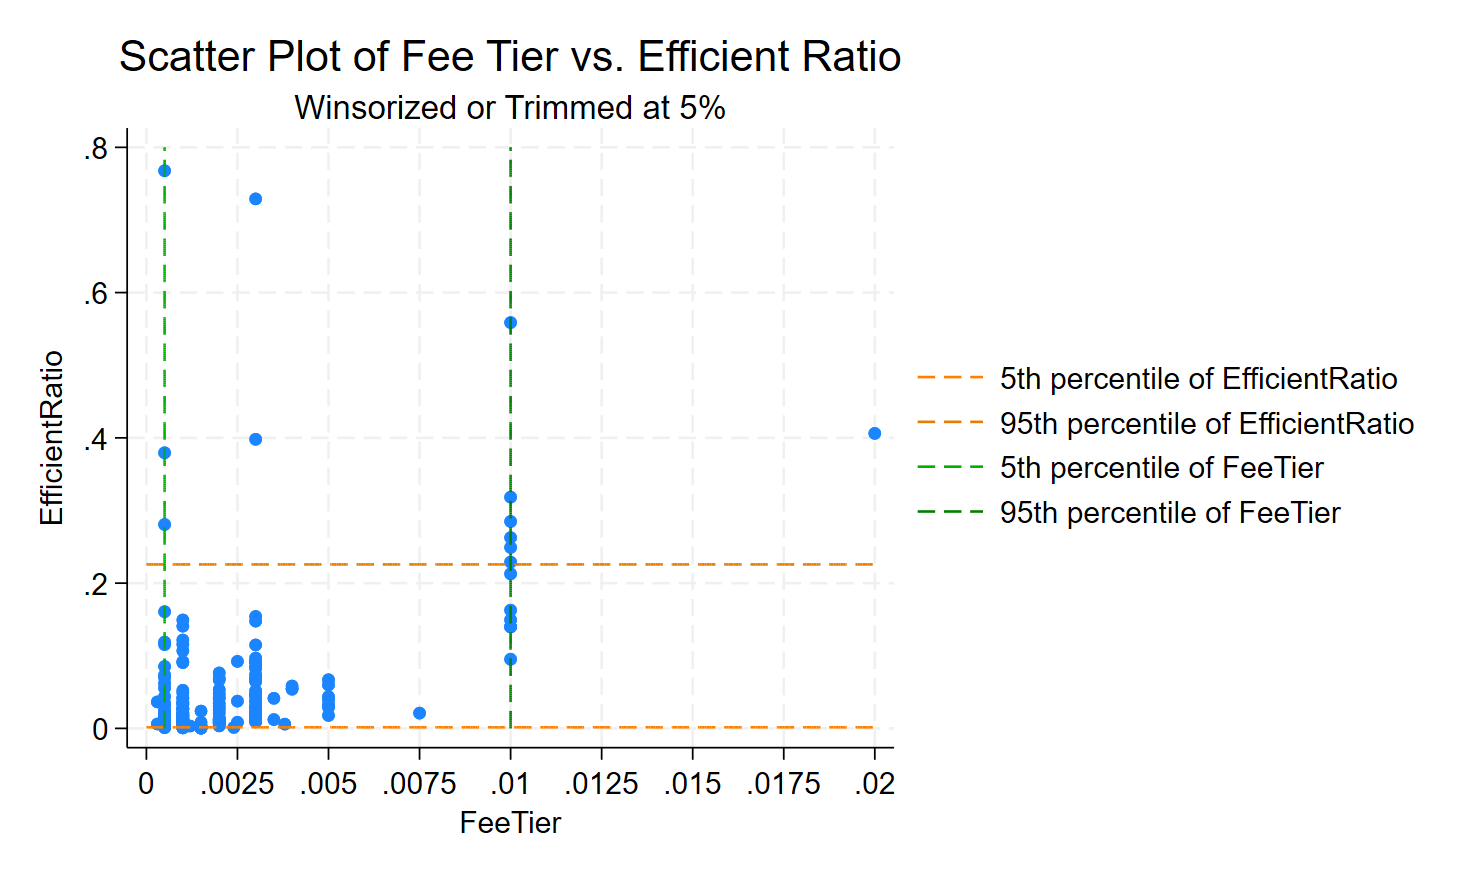 Scatter Plot of Fee Tier vs. Efficient Ratio
Winsorized or Trimmed at 5%
.8
.6
.4
.2
0
EfficientRatio
0 .0025 .005 .0075 .01 .0125 .015 .0175 .02
FeeTier
5th percentile of EfficientRatio
95th percentile of EfficientRatio
5th percentile of FeeTier
95th percentile of FeeTier